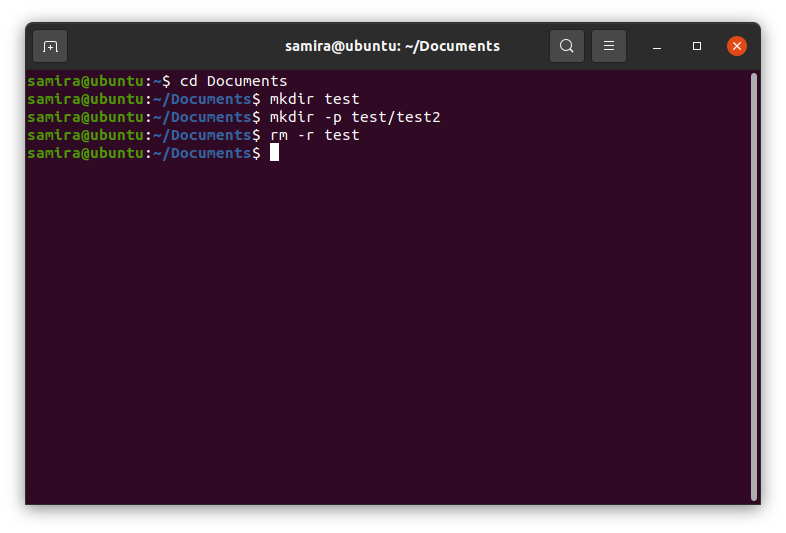 samira@ubuntu: ~/Documents
samira@ubuntu:~$ cd Documents
samira@ubuntu:~/Documents$ mkdir test
samira@ubuntu:~/Documents$ mkdir -p test/test2
samira@ubuntu:~/Documents$ rm -r test
samira@ubuntu:~/Documents$